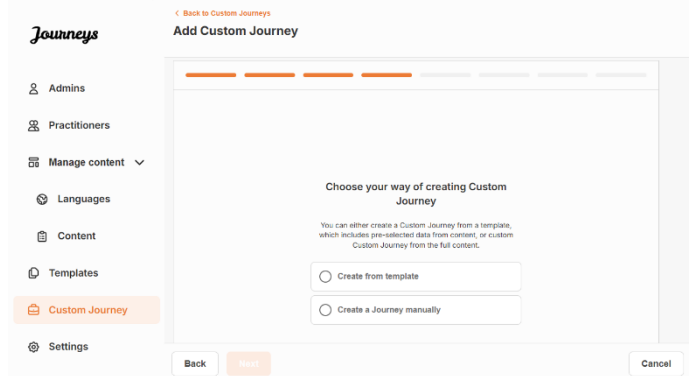 Journeys
Admins
Practitioners
Manage content
Languages
Content
Templates
Custom Journey
Settings
Back to Custom Journeys
Add Custom Journey
Choose your way of creating Custom
Journey
You can either create a Custom Journey from a template,
which includes pre-selected data from content, or custom
Custom Journey from the full content.
Create from template
Create a Journey manually
Back
Next
Cancel